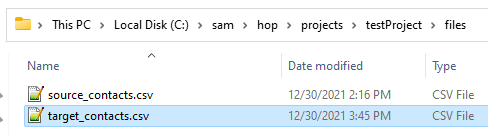 This PC > Local Disk (C:) > sam > hop > projects > testProject > files
Name Date modified Type
source_contacts.csv 12/30/2021 2:16 PM CSV File
target_contacts.csv 12/30/2021 3:45 PM CSV File